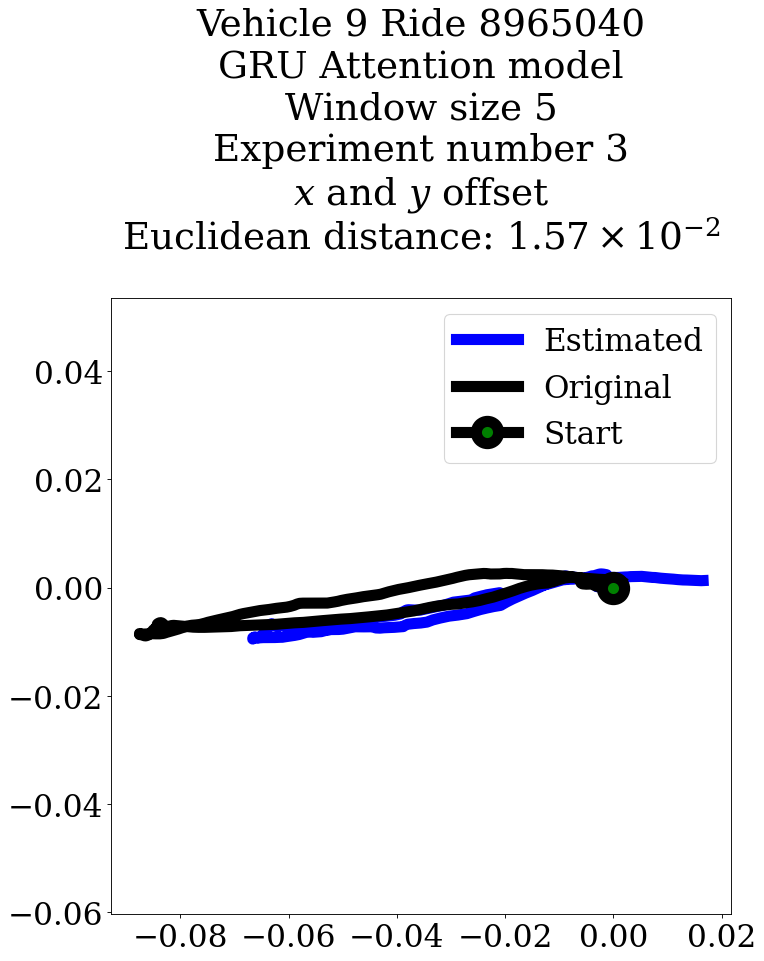 Vehicle 9 Ride 8965040
GRU Attention model
Window size 5
Experiment number 3
x and y offset
Euclidean distance: 1.57 × 10⁻²
Estimated
Original
Start
0.04
0.02
0.00
−0.02
−0.04
−0.06
−0.08 −0.06 −0.04 −0.02 0.00 0.02